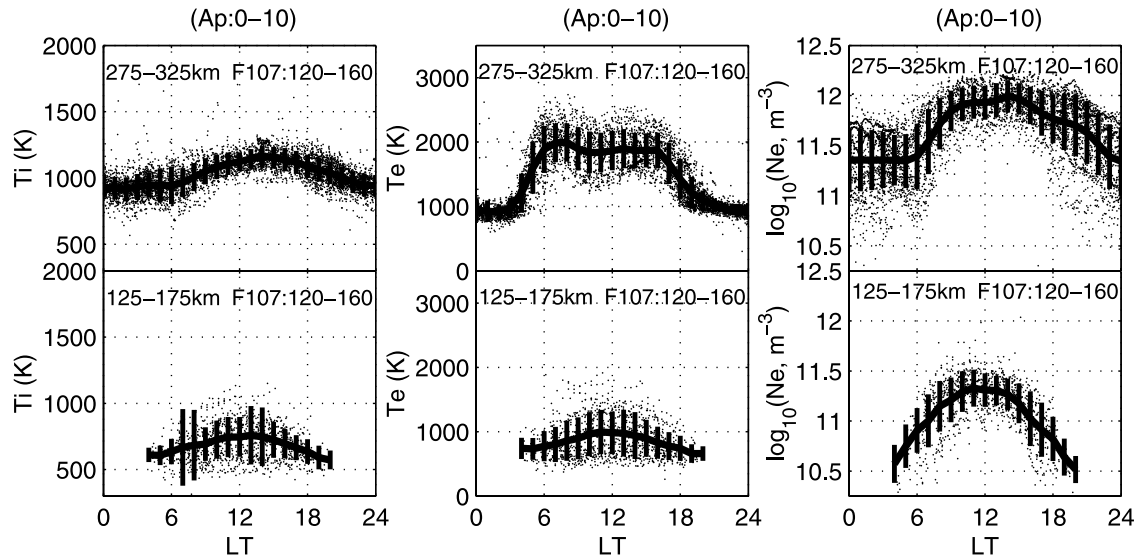 (Ap:0−10)
(Ap:0−10)
(Ap:0−10)
2000
1500
1000
500
Ti (K)
275−325km F107:120−160
3000
2000
1000
0
Te (K)
275−325km F107:120−160
12.5
12
11.5
11
10.5
log10(Ne, m−3)
275−325km F107:120−160
2000
1500
1000
500
Ti (K)
125−175km F107:120−160
0 6 12 18 24
LT
3000
2000
1000
0
Te (K)
125−175km F107:120−160
0 6 12 18 24
LT
12.5
12
11.5
11
10.5
log10(Ne, m−3)
125−175km F107:120−160
0 6 12 18 24
LT